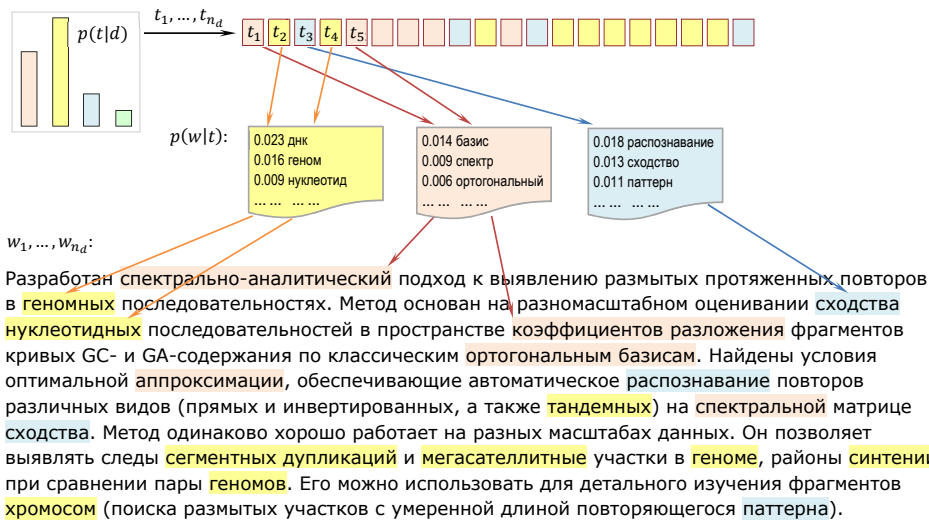 p(t|d)
t₁, …, t_{n_d}
t₁ t₂ t₃ t₄ t₅
p(w|t):
0.023 днк
0.016 геном
0.009 нуклеотид
... ... ... ...
0.014 базис
0.009 спектр
0.006 ортогональный
... ... ... ...
0.018 распознавание
0.013 сходство
0.011 паттерн
... ... ... ...
w₁, …, w_{n_d}:
Разработан спектрально-аналитический подход к выявлению размытых протяженных повторов
в геномных последовательностях. Метод основан на разномасштабном оценивании сходства
нуклеотидных последовательностей в пространстве коэффициентов разложения фрагментов
кривых GC- и GA-содержания по классическим ортогональным базисам. Найдены условия
оптимальной аппроксимации, обеспечивающие автоматическое распознавание повторов
различных видов (прямых и инвертированных, а также тандемных) на спектральной матрице
сходства. Метод одинаково хорошо работает на разных масштабах данных. Он позволяет
выявлять следы сегментных дупликаций и мегасателлитные участки в геноме, районы синтении
при сравнении пары геномов. Его можно использовать для детального изучения фрагментов
хромосом (поиска размытых участков с умеренной длиной повторяющегося паттерна).